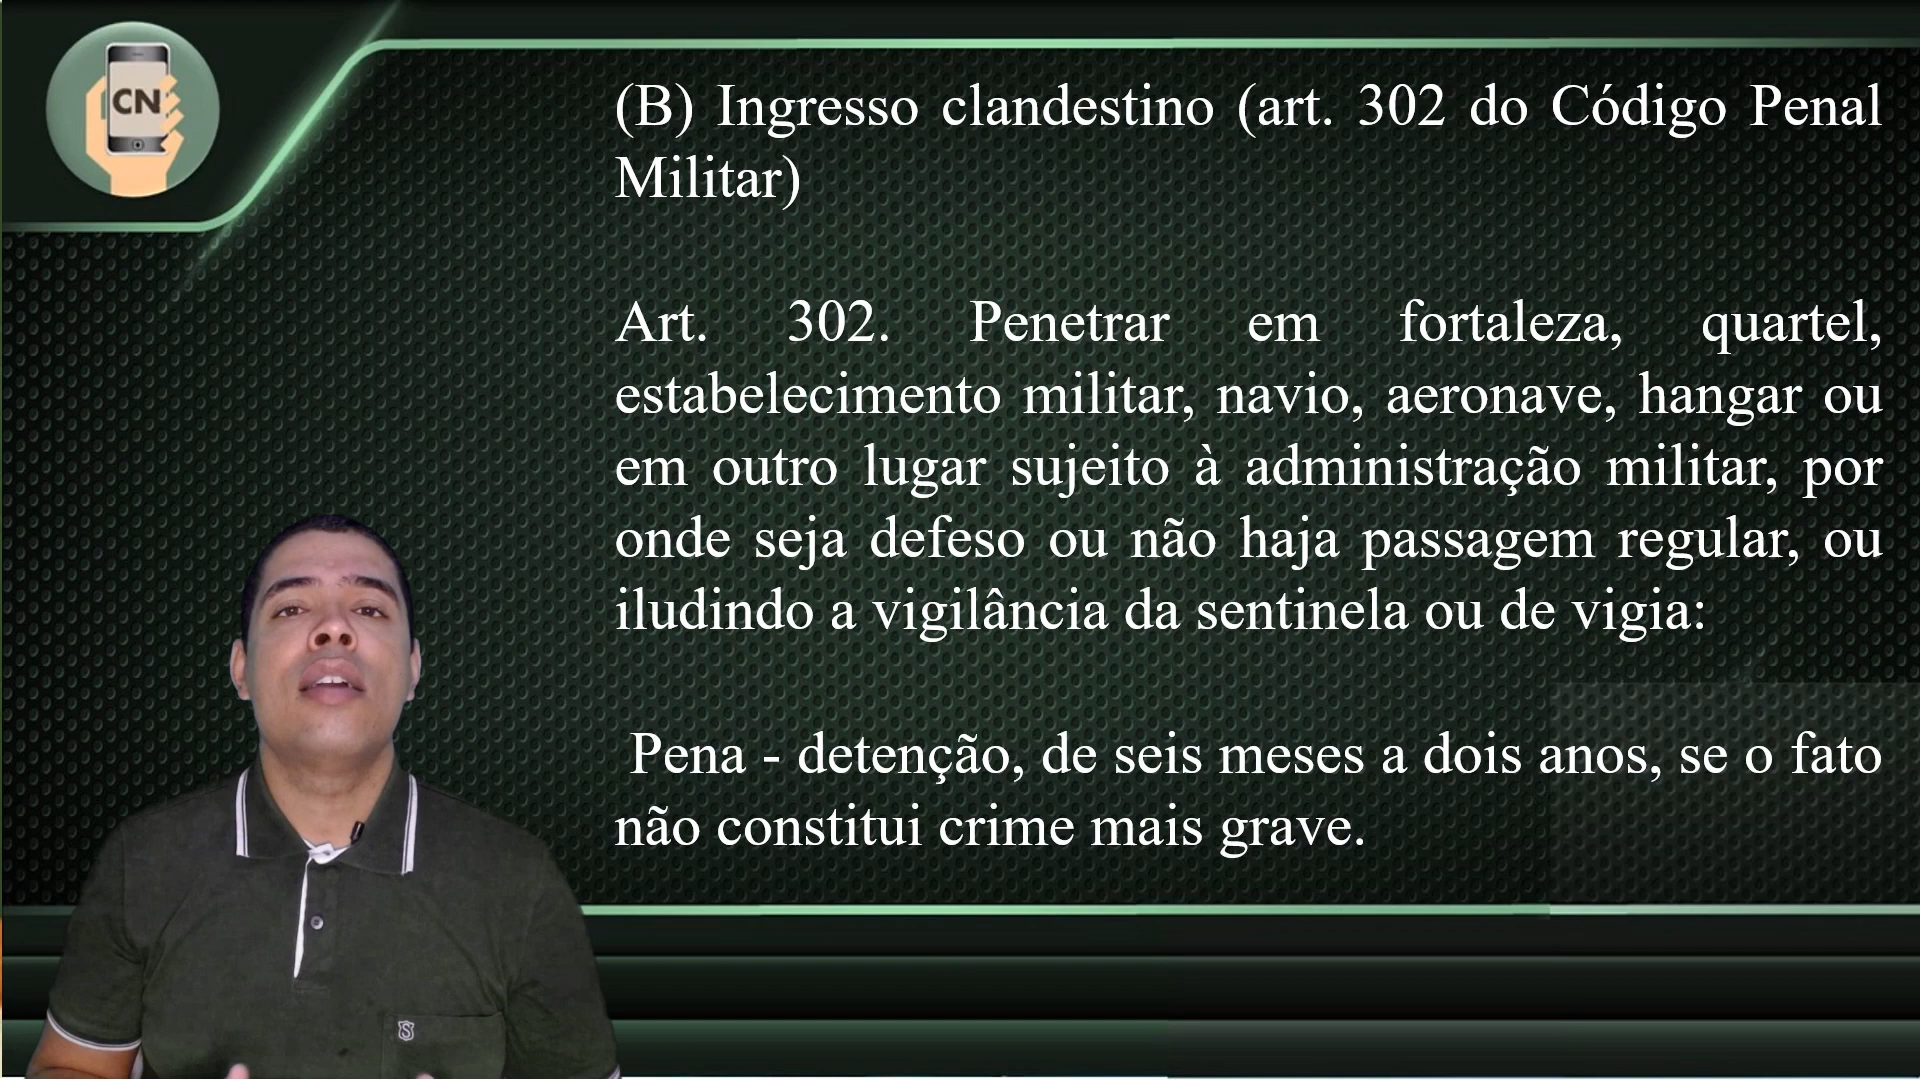 CN
(B) Ingresso clandestino (art. 302 do Código Penal
Militar)
Art. 302. Penetrar em fortaleza, quartel,
estabelecimento militar, navio, aeronave, hangar ou
em outro lugar sujeito à administração militar, por
onde seja defeso ou não haja passagem regular, ou
iludindo a vigilância da sentinela ou de vigia:
Pena - detenção, de seis meses a dois anos, se o fato
não constitui crime mais grave.
S